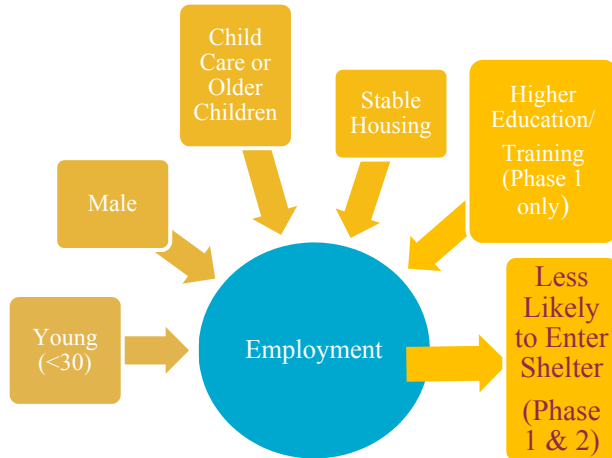 Young
(<30)
Male
Child
Care or
Older
Children
Stable
Housing
Higher
Education/
Training
(Phase 1
only)
Employment
Less
Likely
to Enter
Shelter
(Phase
1 & 2)